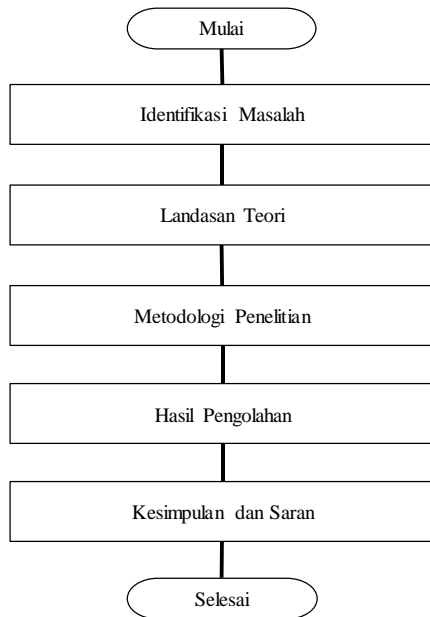 Mulai
Identifikasi Masalah
Landasan Teori
Metodologi Penelitian
Hasil Pengolahan
Kesimpulan dan Saran
Selesai